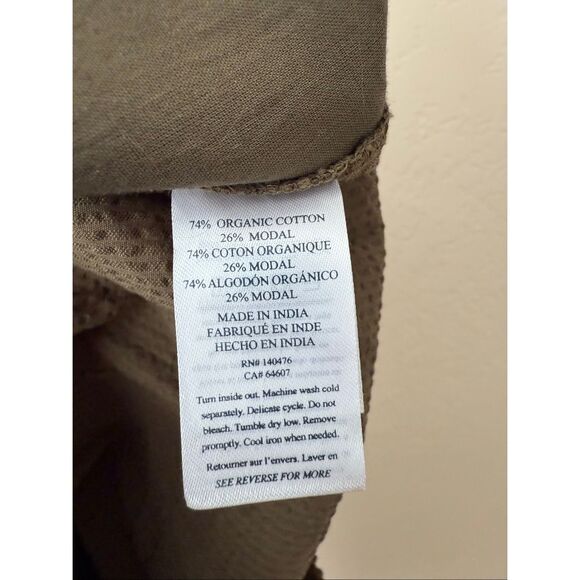 74% ORGANIC COTTON
26% MODAL
74% COTON ORGANIQUE
26% MODAL
74% ALGODÓN ORGÁNICO
26% MODAL
MADE IN INDIA
FABRIQUÉ EN INDE
HECHO EN INDIA
RN# 140476
CA# 64607
Turn inside out. Machine wash cold
separately. Delicate cycle. Do not
bleach. Tumble dry low. Remove
promptly. Cool iron when needed.
Retourner sur l'envers. Laver en
SEE REVERSE FOR MORE